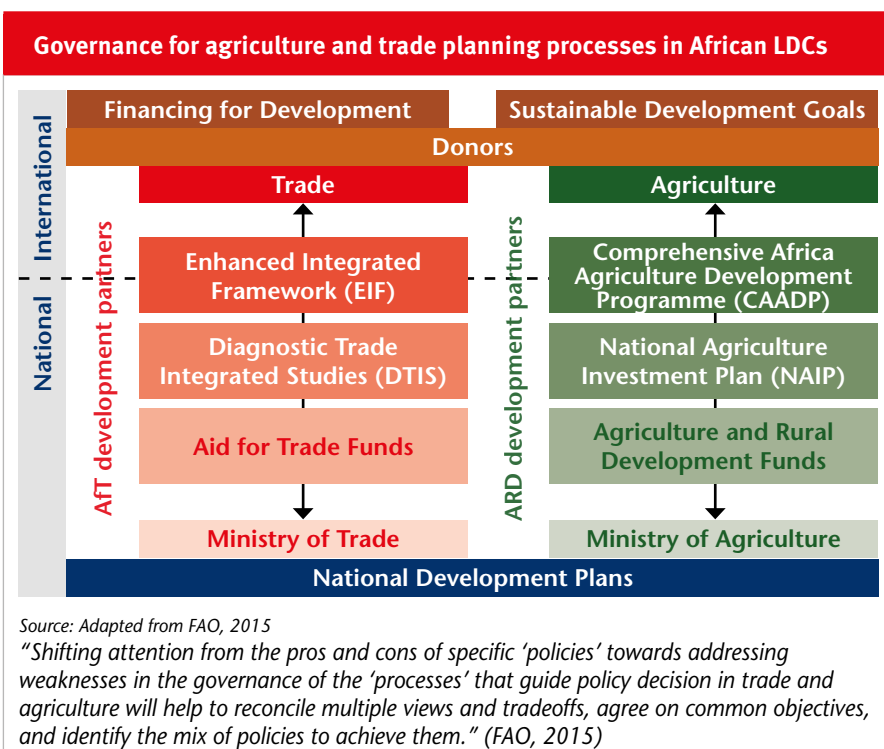 Governance for agriculture and trade planning processes in African LDCs
International
National
Financing for Development
Sustainable Development Goals
Donors
AfT development partners
Trade
Enhanced Integrated
Framework (EIF)
Diagnostic Trade
Integrated Studies (DTIS)
Aid for Trade Funds
Ministry of Trade
ARD development partners
Agriculture
Comprehensive Africa
Agriculture Development
Programme (CAADP)
National Agriculture
Investment Plan (NAIP)
Agriculture and Rural
Development Funds
Ministry of Agriculture
National Development Plans
Source: Adapted from FAO, 2015
“Shifting attention from the pros and cons of specific ‘policies’ towards addressing
weaknesses in the governance of the ‘processes’ that guide policy decision in trade and
agriculture will help to reconcile multiple views and tradeoffs, agree on common objectives,
and identify the mix of policies to achieve them.” (FAO, 2015)